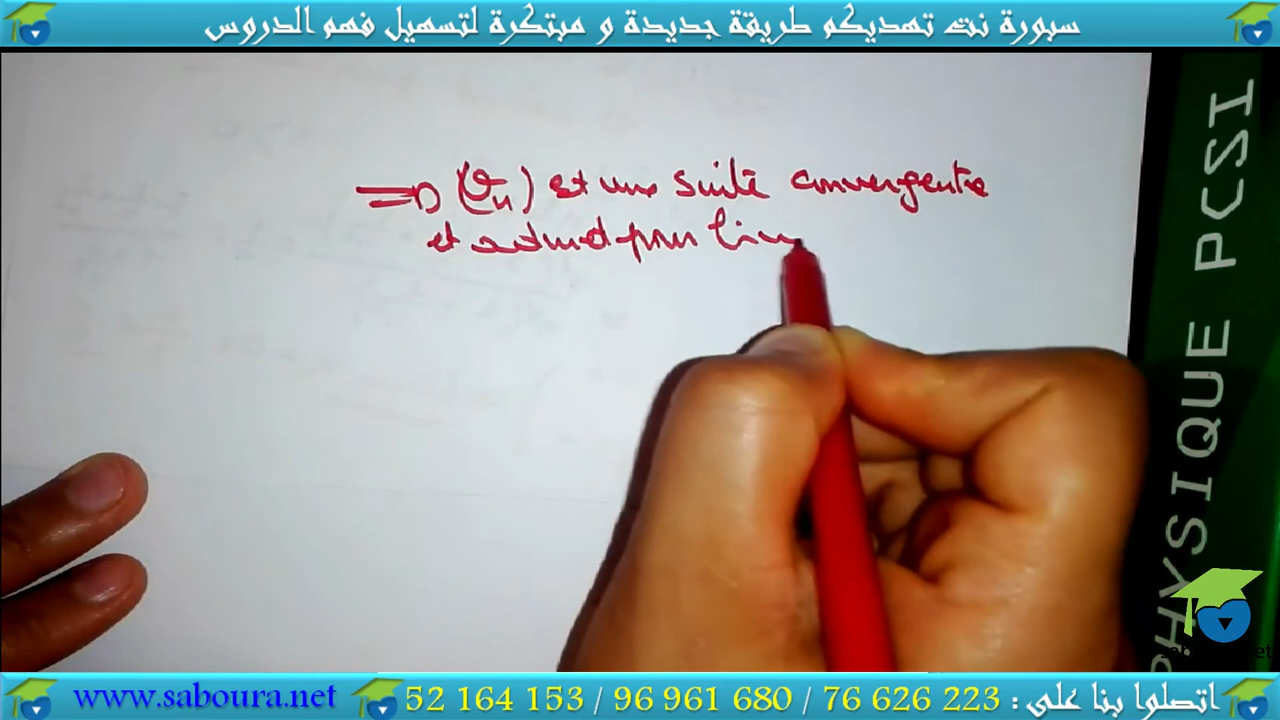 سبورة نت تهديكم طريقة جديدة و مبتكرة لتسهيل فهم الدروس
=> (Vn) est une suite convergente
et admet pour lim
PHYSIQUE PCSI
www.saboura.net
52 164 153 / 96 961 680 / 76 626 223 : اتصلوا بنا على